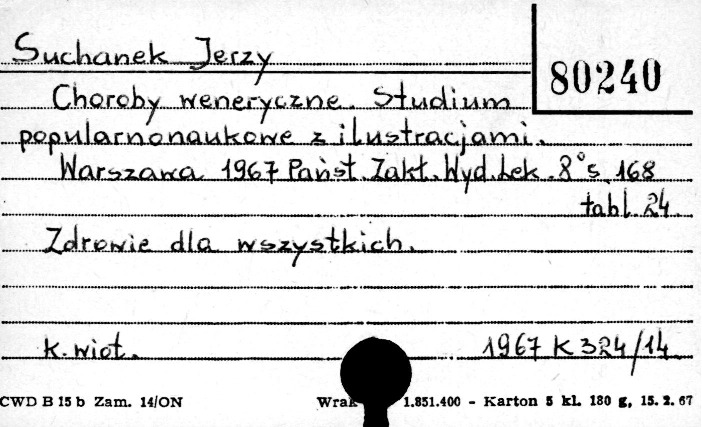 Suchanek Jerzy
80240
Choroby weneryczne. Studium
popularnonaukowe z ilustracjami.
Warszawa 1967 Państ. Zakt. Wyd. Lek. 8° s. 168
tabl. 24.
Zdrowie dla wszystkich.
k. wiot. 1967 K 324/14
CWD B 15 b Zam. 14/ON 1.851.400 - Karton 5 kl. 180 g, 15. 2. 67